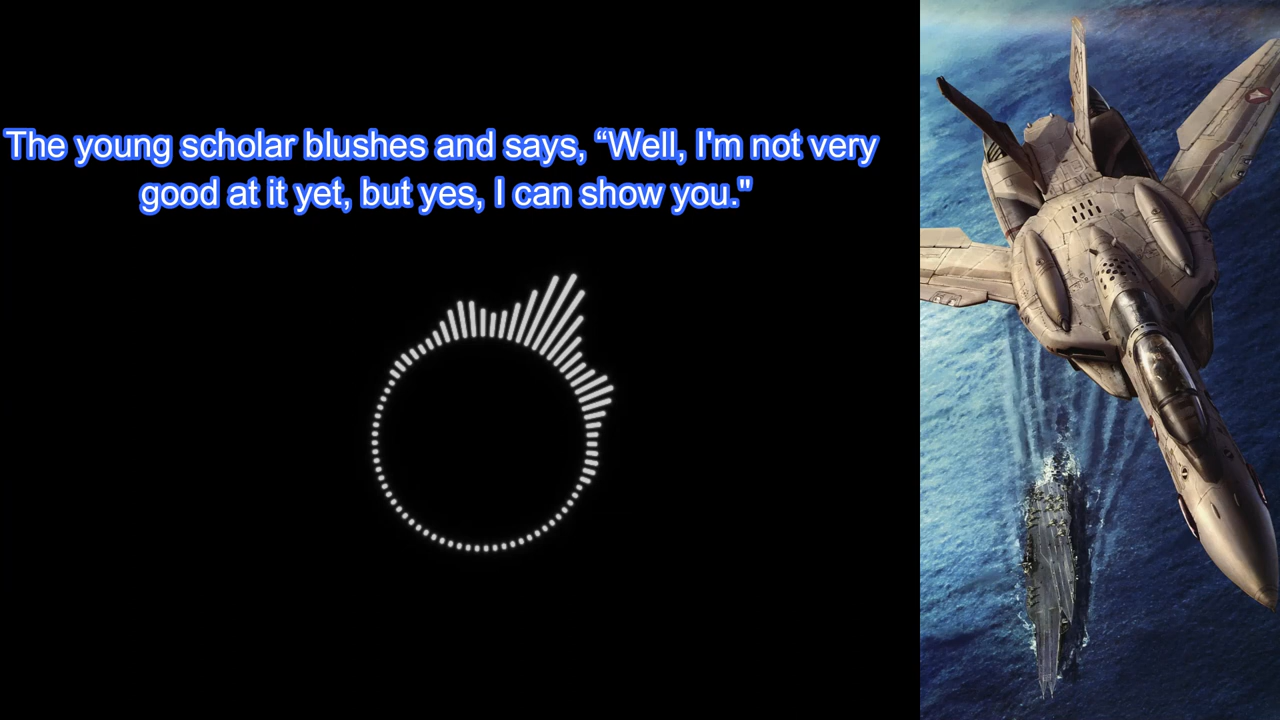 The young scholar blushes and says, “Well, I'm not very
good at it yet, but yes, I can show you."